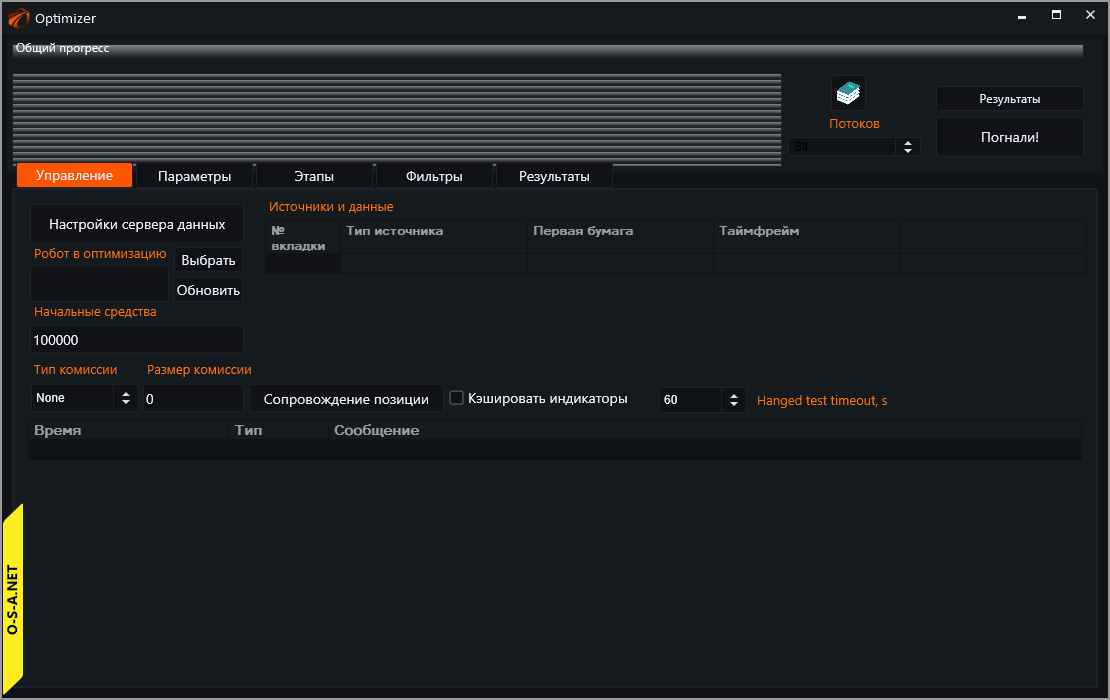 Optimizer
Общий прогресс
Результаты
Потоков
Погнали!
64
Управление Параметры Этапы Фильтры Результаты
Источники и данные
Настройки сервера данных
№ вкладки Тип источника Первая бумага Таймфрейм
Робот в оптимизацию
Выбрать
Обновить
Начальные средства
100000
Тип комиссии Размер комиссии
None 0 Сопровождение позиции Кэшировать индикаторы 60 Hanged test timeout, s
Время Тип Сообщение
O-S-A.NET